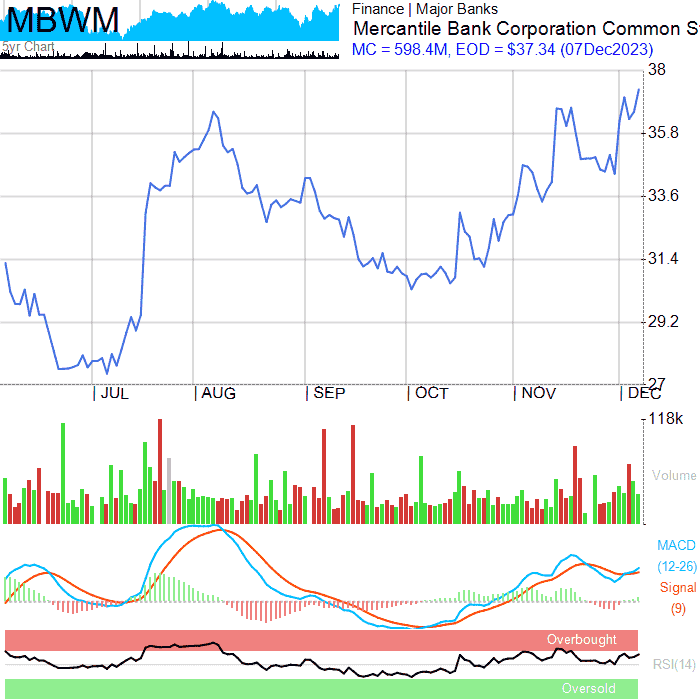 MBWM
5yr Chart
Finance | Major Banks
Mercantile Bank Corporation Common S
MC = 598.4M, EOD = $37.34 (07Dec2023)
38
35.8
33.6
31.4
29.2
27
JUL AUG SEP OCT NOV DEC
118k
Volume
MACD
(12-26)
Signal
(9)
Overbought
RSI(14)
Oversold